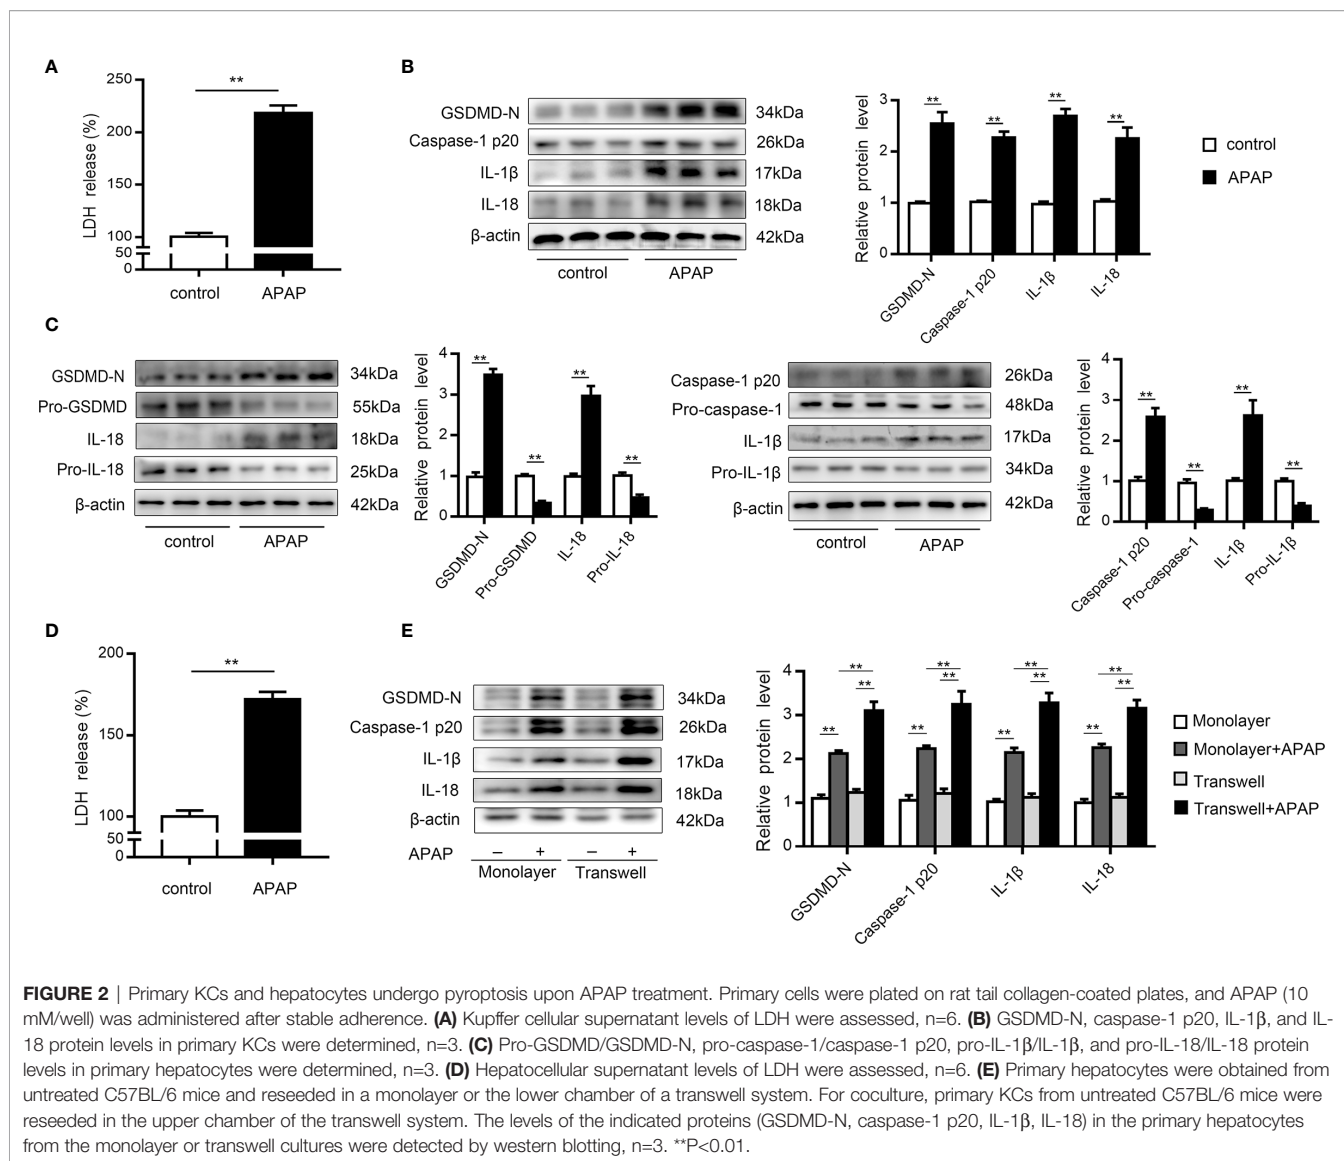 A
LDH release (%)
250
200
150
100
50
0
**
control
APAP
B
GSDMD-N
34kDa
Caspase-1 p20
26kDa
IL-1β
17kDa
IL-18
18kDa
β-actin
42kDa
control
APAP
Relative protein level
3
2
1
0
**
**
**
**
GSDMD-N
Caspase-1 p20
IL-1β
IL-18
control
APAP
C
GSDMD-N
34kDa
Pro-GSDMD
55kDa
IL-18
18kDa
Pro-IL-18
25kDa
β-actin
42kDa
control
APAP
Relative protein level
4
3
2
1
0
**
**
**
**
GSDMD-N
Pro-GSDMD
IL-18
Pro-IL-18
Caspase-1 p20
26kDa
Pro-caspase-1
48kDa
IL-1β
17kDa
Pro-IL-1β
34kDa
β-actin
42kDa
control
APAP
Relative protein level
4
3
2
1
0
**
**
**
**
Caspase-1 p20
Pro-caspase-1
IL-1β
Pro-IL-1β
D
LDH release (%)
200
150
100
50
0
**
control
APAP
E
GSDMD-N
34kDa
Caspase-1 p20
26kDa
IL-1β
17kDa
IL-18
18kDa
β-actin
42kDa
APAP − + − +
Monolayer Transwell
Relative protein level
4
3
2
1
0
** ** **
** ** **
** ** **
** ** **
GSDMD-N
Caspase-1 p20
IL-1β
IL-18
Monolayer
Monolayer+APAP
Transwell
Transwell+APAP
FIGURE 2 | Primary KCs and hepatocytes undergo pyroptosis upon APAP treatment. Primary cells were plated on rat tail collagen-coated plates, and APAP (10
mM/well) was administered after stable adherence. (A) Kupffer cellular supernatant levels of LDH were assessed, n=6. (B) GSDMD-N, caspase-1 p20, IL-1β, and IL-
18 protein levels in primary KCs were determined, n=3. (C) Pro-GSDMD/GSDMD-N, pro-caspase-1/caspase-1 p20, pro-IL-1β/IL-1β, and pro-IL-18/IL-18 protein
levels in primary hepatocytes were determined, n=3. (D) Hepatocellular supernatant levels of LDH were assessed, n=6. (E) Primary hepatocytes were obtained from
untreated C57BL/6 mice and reseeded in a monolayer or the lower chamber of a transwell system. For coculture, primary KCs from untreated C57BL/6 mice were
reseeded in the upper chamber of the transwell system. The levels of the indicated proteins (GSDMD-N, caspase-1 p20, IL-1β, IL-18) in the primary hepatocytes
from the monolayer or transwell cultures were detected by western blotting, n=3. **P<0.01.